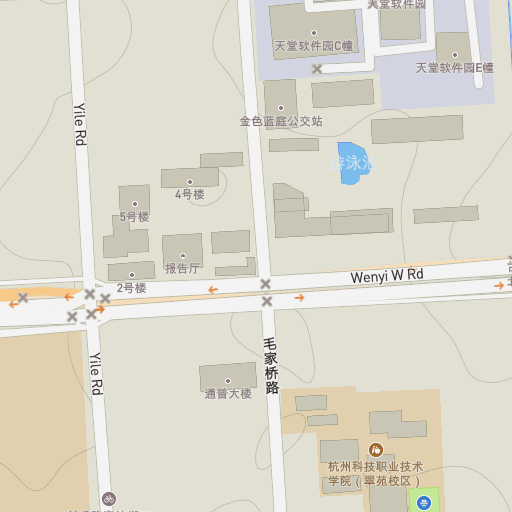 天堂软件园
天堂软件园C幢
天堂软件园E幢
金色蓝庭公交站
Yile Rd
游泳池
4号楼
5号楼
报告厅
2号楼
Wenyi W Rd
毛家桥路
Yile Rd
通普大楼
杭州科技职业技术
学院（翠苑校区）